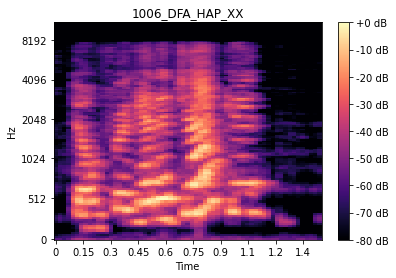 1006_DFA_HAP_XX
+0 dB
8192
-10 dB
4096
-20 dB
-30 dB
2048
Hz
-40 dB
1024
-50 dB
512
-60 dB
-70 dB
0
-80 dB
0 0.15 0.3 0.45 0.6 0.75 0.9 1.1 1.2 1.4
Time